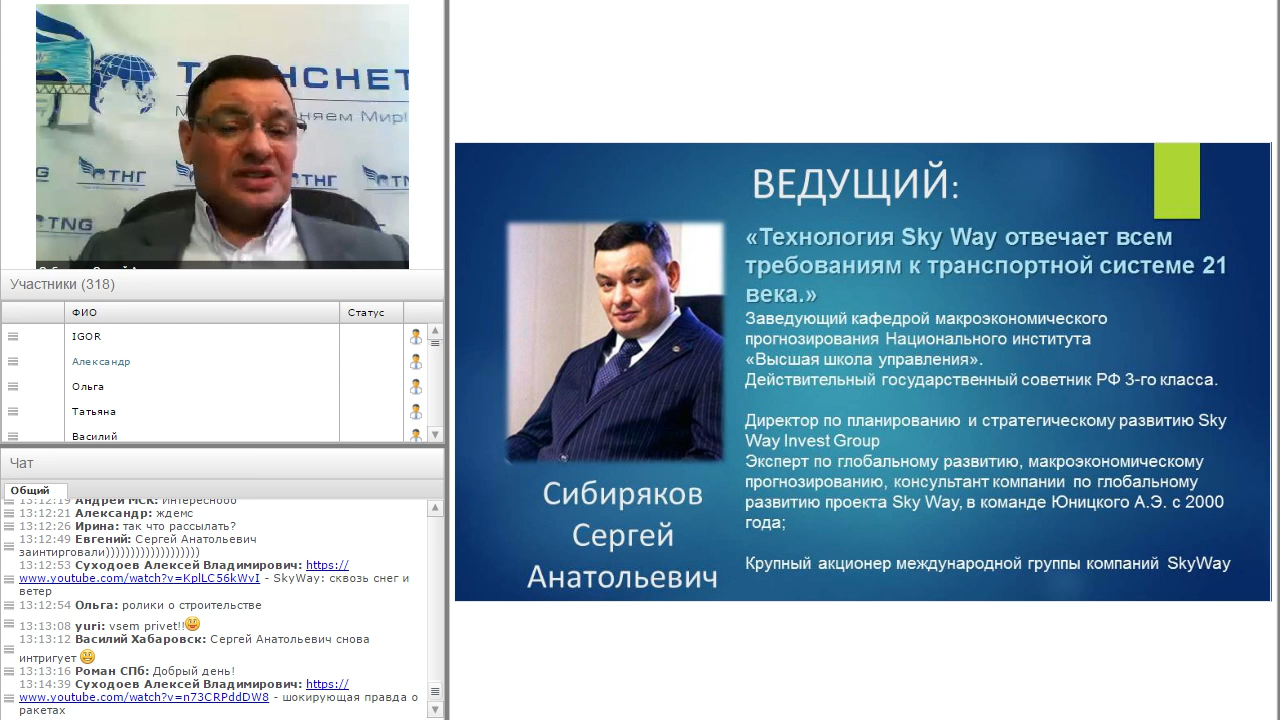 ТНГ
TNG
ТНГ
TNG
Участники (318)
ФИО
Статус
IGOR
Александр
Ольга
Татьяна
Василий
Чат
Общий
13:12:19 Андрей МСК: интереснооо
13:12:21 Александр: ждемс
13:12:26 Ирина: так что рассылать?
13:12:49 Евгений: Сергей Анатольевич
заинтирговали)))))))))))))))))))
13:12:53 Суходоев Алексей Владимирович: https://
www.youtube.com/watch?v=KplLC56kWvI - SkyWay: сквозь снег и
ветер
13:12:54 Ольга: ролики о строительстве
13:13:08 yuri: vsem privet!!
13:13:12 Василий Хабаровск: Сергей Анатольевич снова
интригует
13:13:16 Роман СПб: Добрый день!
13:14:39 Суходоев Алексей Владимирович: https://
www.youtube.com/watch?v=n73CRPddDW8 - шокирующая правда о
ракетах
ВЕДУЩИЙ:
«Технология Sky Way отвечает всем
требованиям к транспортной системе 21
века.»
Заведующий кафедрой макроэкономического
прогнозирования Национального института
«Высшая школа управления».
Действительный государственный советник РФ 3-го класса.
Директор по планированию и стратегическому развитию Sky
Way Invest Group
Эксперт по глобальному развитию, макроэкономическому
прогнозированию, консультант компании по глобальному
развитию проекта Sky Way, в команде Юницкого А.Э. с 2000
года;
Крупный акционер международной группы компаний SkyWay
Сибиряков
Сергей
Анатольевич